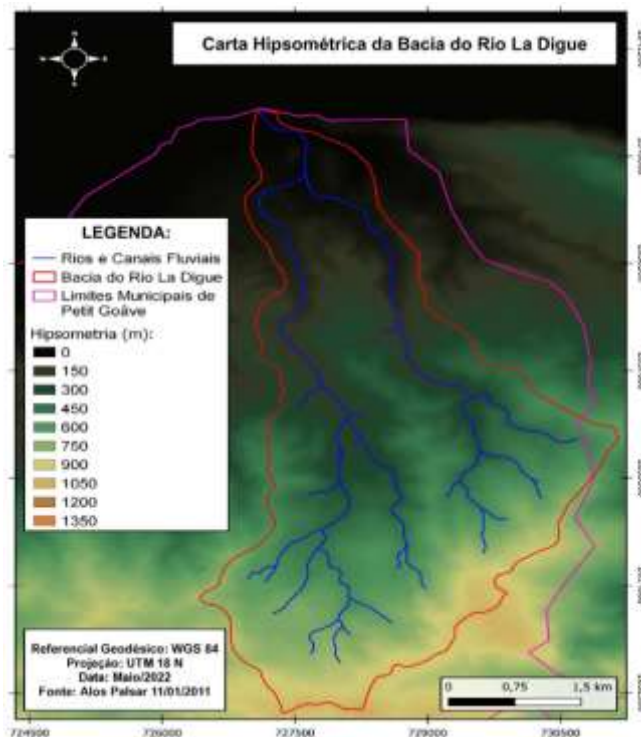 Carta Hipsométrica da Bacia do Rio La Digue
LEGENDA:
Rios e Canais Fluviais
Bacia do Rio La Digue
Limites Municipais de
Petit Goâve
Hipsometria (m):
0
150
300
450
600
750
900
1050
1200
1350
Referencial Geodésico: WGS 84
Projeção: UTM 18 N
Data: Maio/2022
Fonte: Alos Palsar 11/01/2011
0 0,75 1,5 km
724500 726000 727500 729000 730500